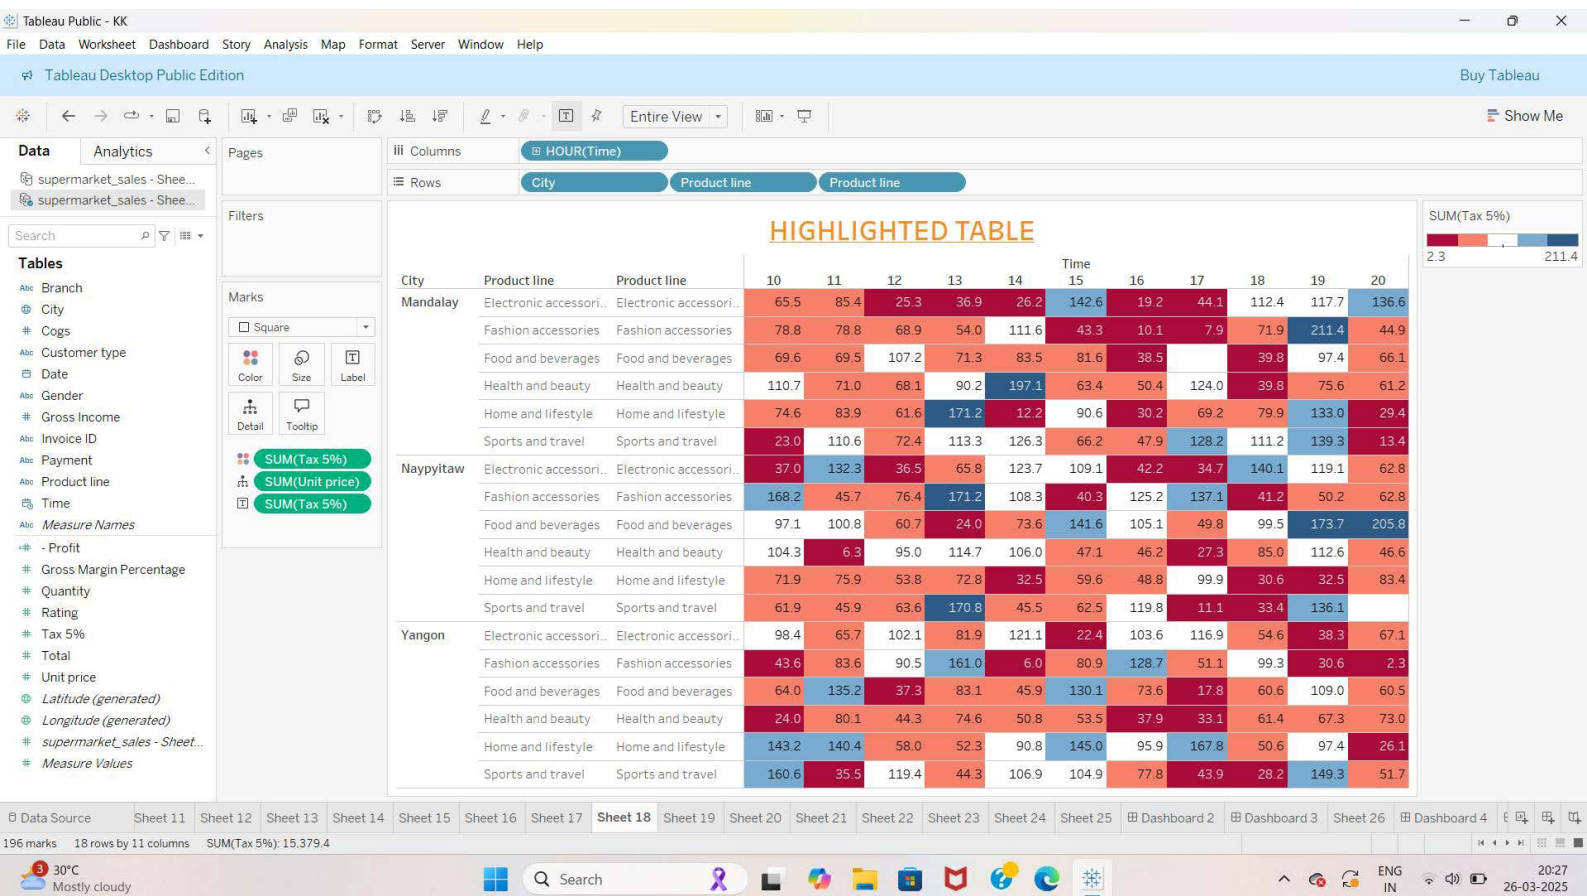 Tableau Public - KK
File Data Worksheet Dashboard Story Analysis Map Format Server Window Help
Tableau Desktop Public Edition Buy Tableau
Entire View Show Me
Data Analytics
supermarket_sales - Shee...
supermarket_sales - Shee...
Search
Tables
Abc Branch
City
# Cogs
Abc Customer type
Date
Abc Gender
# Gross Income
Abc Invoice ID
Abc Payment
Abc Product line
Time
Abc Measure Names
# - Profit
# Gross Margin Percentage
# Quantity
# Rating
# Tax 5%
# Total
# Unit price
Latitude (generated)
Longitude (generated)
# supermarket_sales - Sheet...
# Measure Values
Pages
Filters
Marks
Square
Color Size Label
Detail Tooltip
SUM(Tax 5%)
SUM(Unit price)
SUM(Tax 5%)
Columns HOUR(Time)
Rows City Product line Product line
HIGHLIGHTED TABLE
Time
City Product line Product line 10 11 12 13 14 15 16 17 18 19 20
Mandalay Electronic accessori.. Electronic accessori.. 65.5 85.4 25.3 36.9 26.2 142.6 19.2 44.1 112.4 117.7 136.6
Fashion accessories Fashion accessories 78.8 78.8 68.9 54.0 111.6 43.3 10.1 7.9 71.9 211.4 44.9
Food and beverages Food and beverages 69.6 69.5 107.2 71.3 83.5 81.6 38.5 39.8 97.4 66.1
Health and beauty Health and beauty 110.7 71.0 68.1 90.2 197.1 63.4 50.4 124.0 39.8 75.6 61.2
Home and lifestyle Home and lifestyle 74.6 83.9 61.6 171.2 12.2 90.6 30.2 69.2 79.9 133.0 29.4
Sports and travel Sports and travel 23.0 110.6 72.4 113.3 126.3 66.2 47.9 128.2 111.2 139.3 13.4
Naypyitaw Electronic accessori.. Electronic accessori.. 37.0 132.3 36.5 65.8 123.7 109.1 42.2 34.7 140.1 119.1 62.8
Fashion accessories Fashion accessories 168.2 45.7 76.4 171.2 108.3 40.3 125.2 137.1 41.2 50.2 62.8
Food and beverages Food and beverages 97.1 100.8 60.7 24.0 73.6 141.6 105.1 49.8 99.5 173.7 205.8
Health and beauty Health and beauty 104.3 6.3 95.0 114.7 106.0 47.1 46.2 27.3 85.0 112.6 46.6
Home and lifestyle Home and lifestyle 71.9 75.9 53.8 72.8 32.5 59.6 48.8 99.9 30.6 32.5 83.4
Sports and travel Sports and travel 61.9 45.9 63.6 170.8 45.5 62.5 119.8 11.1 33.4 136.1
Yangon Electronic accessori.. Electronic accessori.. 98.4 65.7 102.1 81.9 121.1 22.4 103.6 116.9 54.6 38.3 67.1
Fashion accessories Fashion accessories 43.6 83.6 90.5 161.0 6.0 80.9 128.7 51.1 99.3 30.6 2.3
Food and beverages Food and beverages 64.0 135.2 37.3 83.1 45.9 130.1 73.6 17.8 60.6 109.0 60.5
Health and beauty Health and beauty 24.0 80.1 44.3 74.6 50.8 53.5 37.9 33.1 61.4 67.3 73.0
Home and lifestyle Home and lifestyle 143.2 140.4 58.0 52.3 90.8 145.0 95.9 167.8 50.6 97.4 26.1
Sports and travel Sports and travel 160.6 35.5 119.4 44.3 106.9 104.9 77.8 43.9 28.2 149.3 51.7
SUM(Tax 5%)
2.3 211.4
Data Source Sheet 11 Sheet 12 Sheet 13 Sheet 14 Sheet 15 Sheet 16 Sheet 17 Sheet 18 Sheet 19 Sheet 20 Sheet 21 Sheet 22 Sheet 23 Sheet 24 Sheet 25 Dashboard 2 Dashboard 3 Sheet 26 Dashboard 4
196 marks 18 rows by 11 columns SUM(Tax 5%): 15,379.4
3 30°C
Mostly cloudy
Search
ENG
IN
20:27
26-03-2025